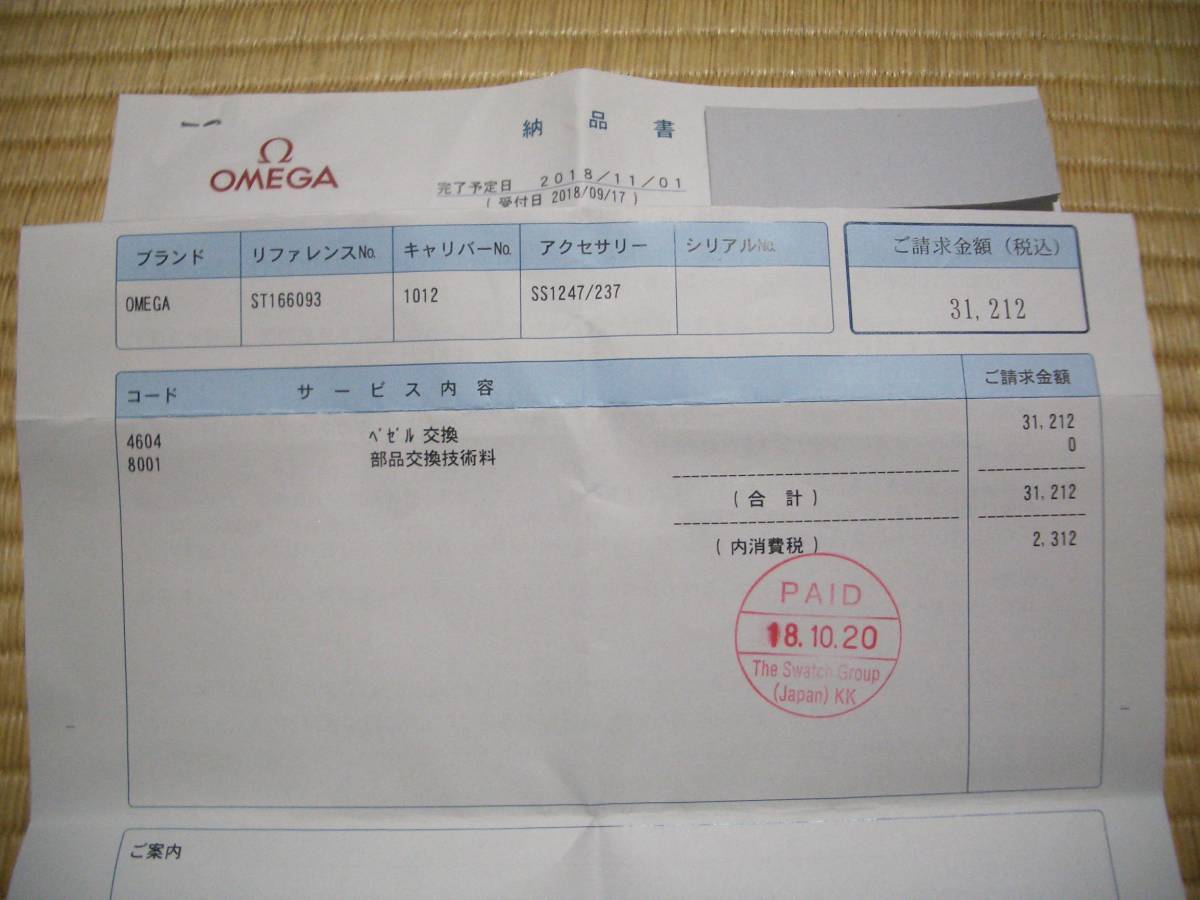 納品書
Ω
OMEGA
完了予定日 2018/11/01
(受付日 2018/09/17)
ブランド リファレンスNo. キャリバーNo. アクセサリー シリアルNo. ご請求金額(税込)
OMEGA ST166093 1012 SS1247/237 31,212
コード サービス内容 ご請求金額
4604 ﾍﾞｾﾞﾙ 交換 31,212
8001 部品交換技術料 0
(合計) 31,212
(内消費税) 2,312
PAID
18.10.20
The Swatch Group
(Japan) KK
ご案内